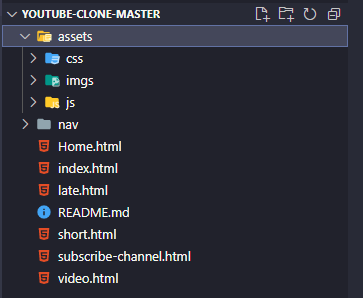 YOUTUBE-CLONE-MASTER
assets
css
imgs
js
nav
Home.html
index.html
late.html
README.md
short.html
subscribe-channel.html
video.html